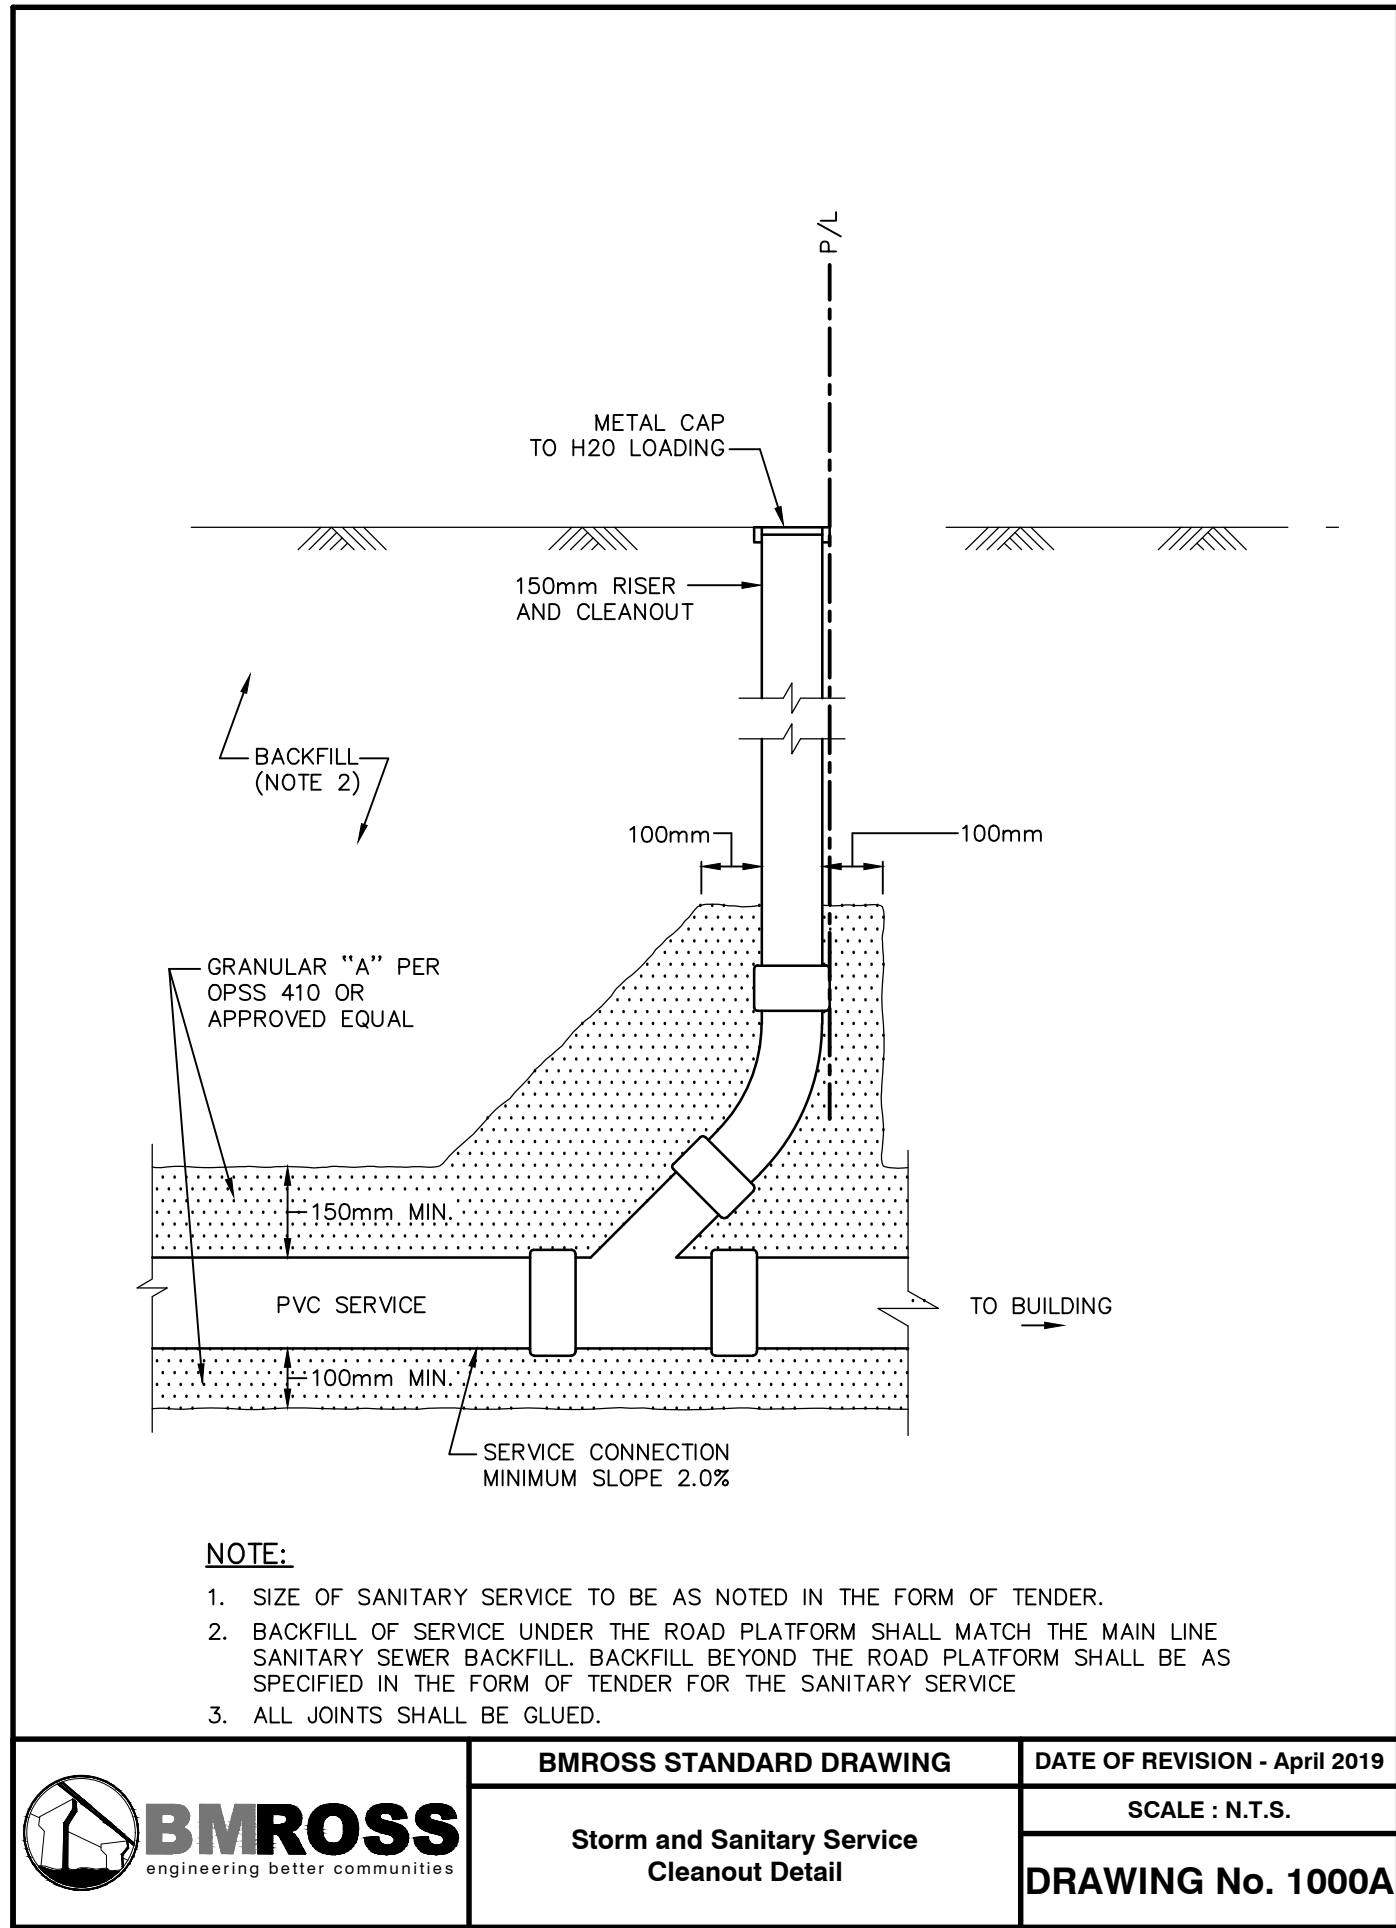 P/L
METAL CAP
TO H20 LOADING
150mm RISER
AND CLEANOUT
BACKFILL
(NOTE 2)
100mm
100mm
GRANULAR “A” PER
OPSS 410 OR
APPROVED EQUAL
150mm MIN.
PVC SERVICE
TO BUILDING
100mm MIN.
SERVICE CONNECTION
MINIMUM SLOPE 2.0%
NOTE:
1. SIZE OF SANITARY SERVICE TO BE AS NOTED IN THE FORM OF TENDER.
2. BACKFILL OF SERVICE UNDER THE ROAD PLATFORM SHALL MATCH THE MAIN LINE
SANITARY SEWER BACKFILL. BACKFILL BEYOND THE ROAD PLATFORM SHALL BE AS
SPECIFIED IN THE FORM OF TENDER FOR THE SANITARY SERVICE
3. ALL JOINTS SHALL BE GLUED.
BMROSS
engineering better communities
BMROSS STANDARD DRAWING
Storm and Sanitary Service
Cleanout Detail
DATE OF REVISION - April 2019
SCALE : N.T.S.
DRAWING No. 1000A